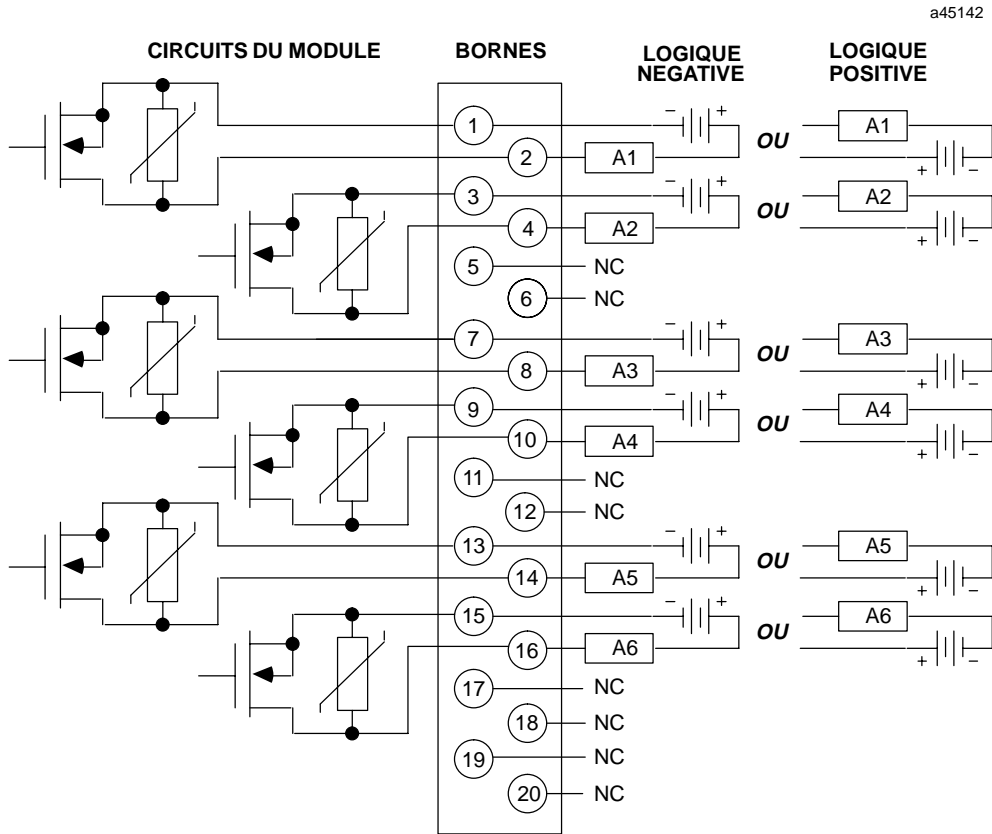 a45142
CIRCUITS DU MODULE
BORNES
LOGIQUE
NEGATIVE
LOGIQUE
POSITIVE
1 − + OU A1
2 A1 + −
3 − + OU A2
4 A2 + −
5 NC
6 NC
7 − + OU A3
8 A3 + −
9 − + OU A4
10 A4 + −
11 NC
12 NC
13 − + OU A5
14 A5 + −
15 − + OU A6
16 A6 + −
17 NC
18 NC
19 NC
20 NC